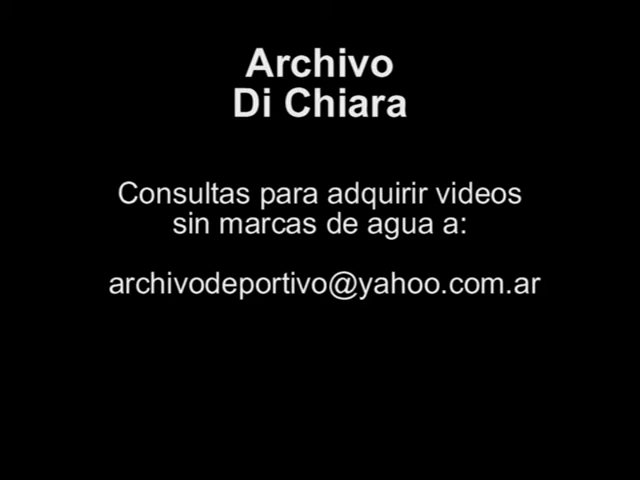 Archivo
Di Chiara
Consultas para adquirir videos
sin marcas de agua a:
archivodeportivo@yahoo.com.ar